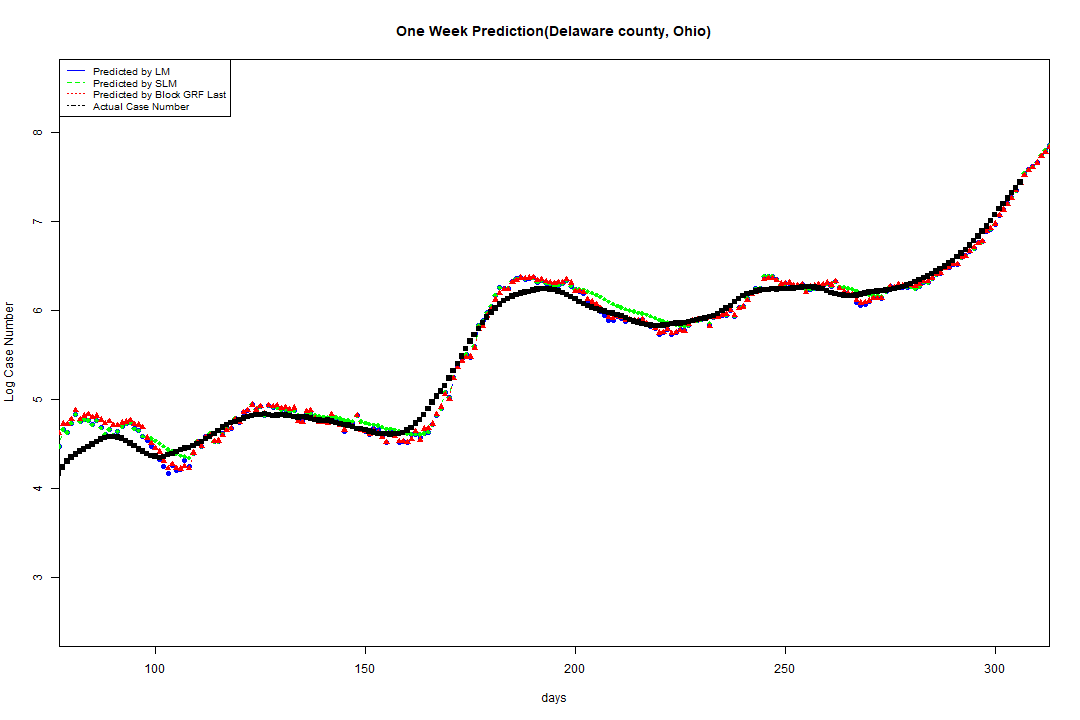 One Week Prediction(Delaware county, Ohio)
Predicted by LM
Predicted by SLM
Predicted by Block GRF Last
Actual Case Number
8
7
6
5
4
3
Log Case Number
100 150 200 250 300
days